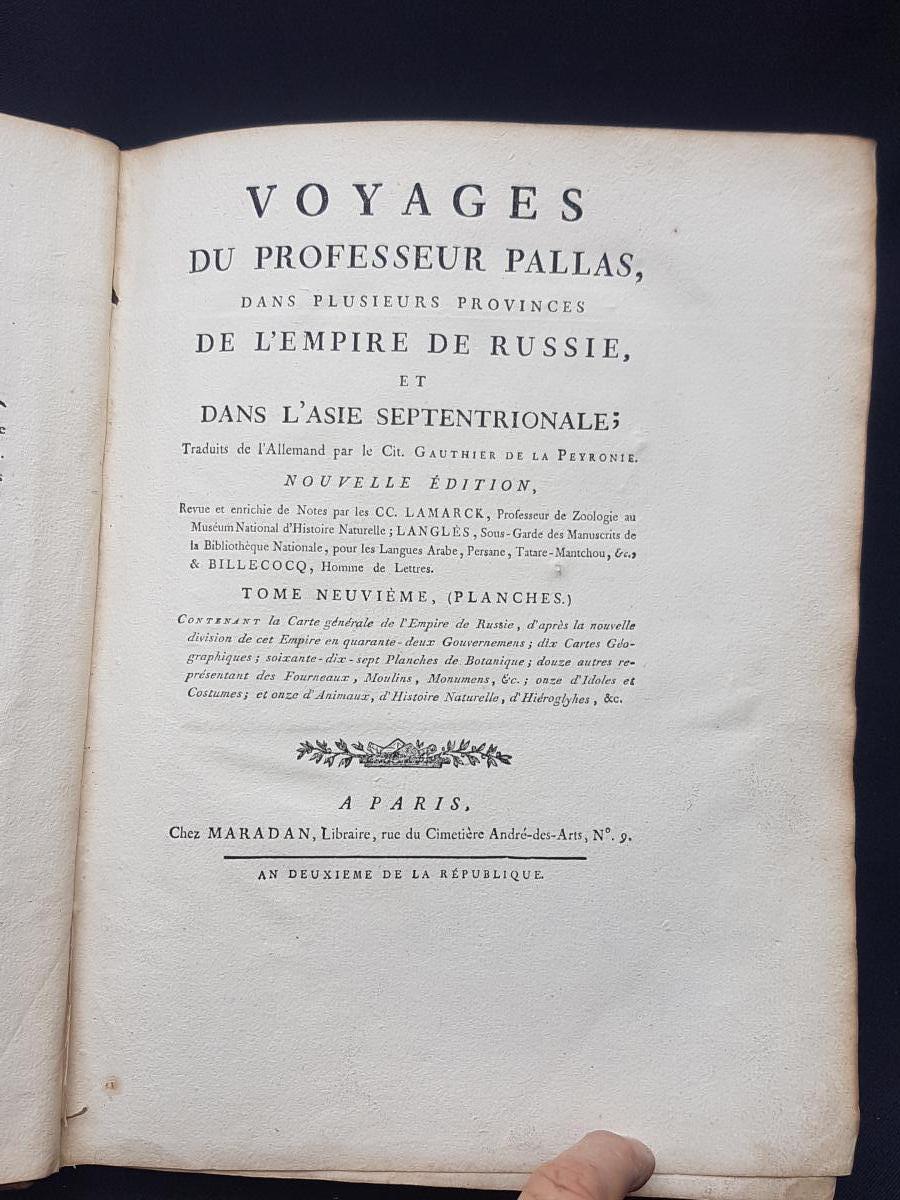 VOYAGES
DU PROFESSEUR PALLAS,
DANS PLUSIEURS PROVINCES
DE L'EMPIRE DE RUSSIE,
ET
DANS L'ASIE SEPTENTRIONALE;
Traduits de l'Allemand par le Cit. GAUTHIER DE LA PEYRONIE.
NOUVELLE ÉDITION,
Revue et enrichie de Notes par les CC. LAMARCK, Professeur de Zoologie au
Muséum National d'Histoire Naturelle; LANGLÈS, Sous-Garde des Manuscrits de
la Bibliothèque Nationale, pour les Langues Arabe, Persane, Tatare-Mantchou, &c,
& BILLECOCQ, Homme de Lettres.
TOME NEUVIÈME, (PLANCHES.)
CONTENANT la Carte générale de l'Empire de Russie, d'après la nouvelle
division de cet Empire en quarante-deux Gouvernemens; dix Cartes Géo-
graphiques; soixante-dix-sept Planches de Botanique; douze autres re-
présentant des Fourneaux, Moulins, Monumens, &c.; onze d'Idoles et
Costumes; et onze d'Animaux, d'Histoire Naturelle, d'Hiéroglyhes, &c.
A PARIS,
Chez MARADAN, Libraire, rue du Cimetière André-des-Arts, N°. 9.
AN DEUXIEME DE LA RÉPUBLIQUE.